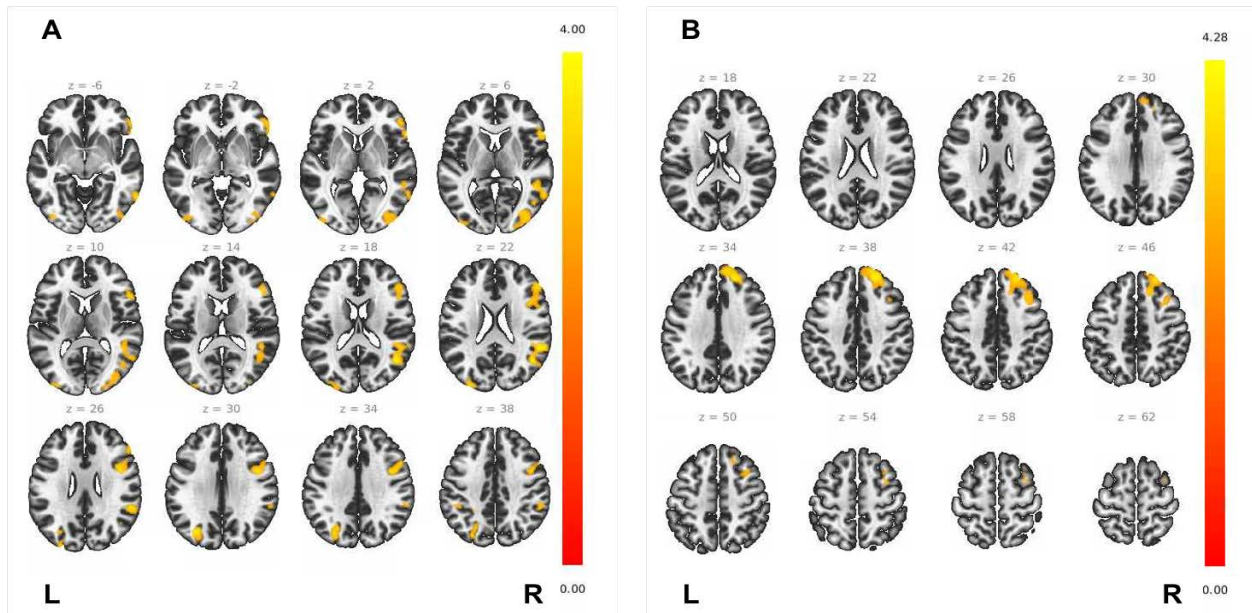 A
4.00
z = -6 z = -2 z = 2 z = 6
z = 10 z = 14 z = 18 z = 22
z = 26 z = 30 z = 34 z = 38
0.00
L R
B
4.28
z = 18 z = 22 z = 26 z = 30
z = 34 z = 38 z = 42 z = 46
z = 50 z = 54 z = 58 z = 62
0.00
L R